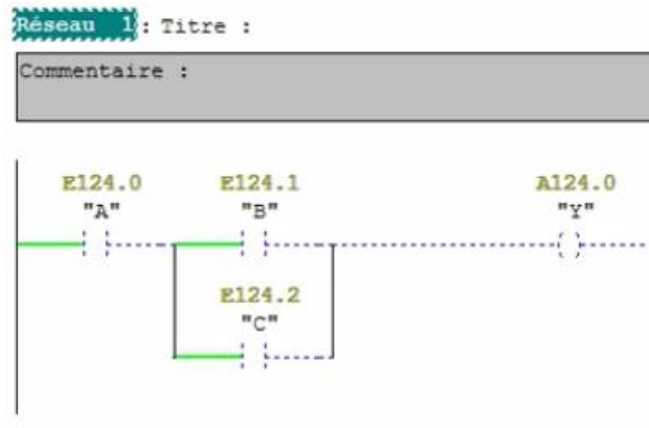 Réseau 1: Titre :
Commentaire :
E124.0 E124.1 A124.0
"A" "B" "Y"
E124.2
"C"